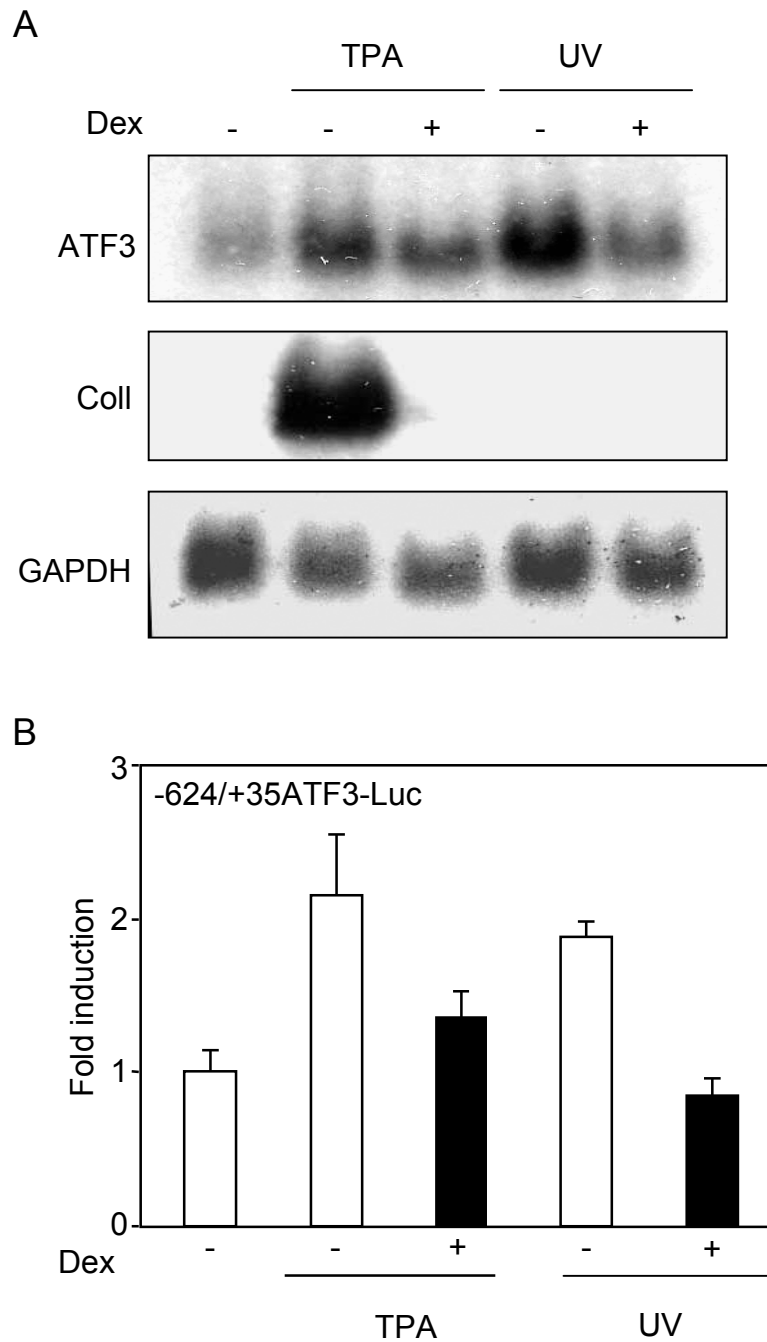 A
TPA UV
Dex - - + - +
ATF3
Coll
GAPDH
B
3
-624/+35ATF3-Luc
2
Fold induction
1
0
Dex - - + - +
TPA UV